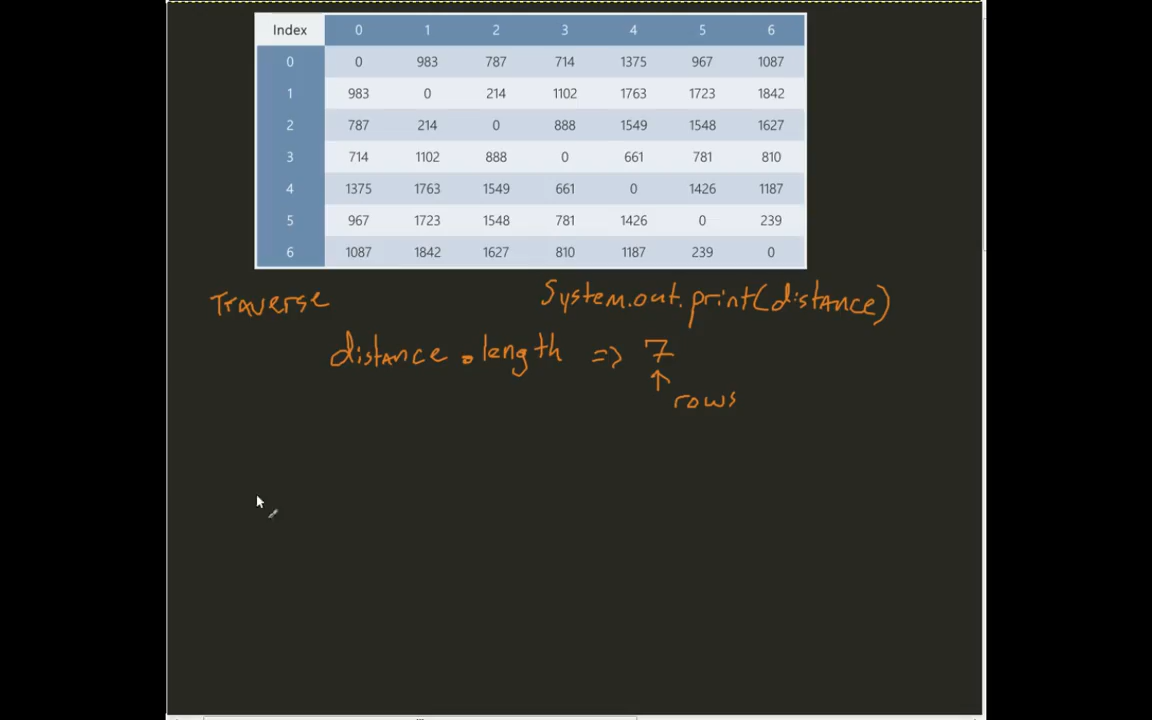 Index 0 1 2 3 4 5 6
0 0 983 787 714 1375 967 1087
1 983 0 214 1102 1763 1723 1842
2 787 214 0 888 1549 1548 1627
3 714 1102 888 0 661 781 810
4 1375 1763 1549 661 0 1426 1187
5 967 1723 1548 781 1426 0 239
6 1087 1842 1627 810 1187 239 0
Traverse System.out.print(distance)
distance.length => 7
↑
rows